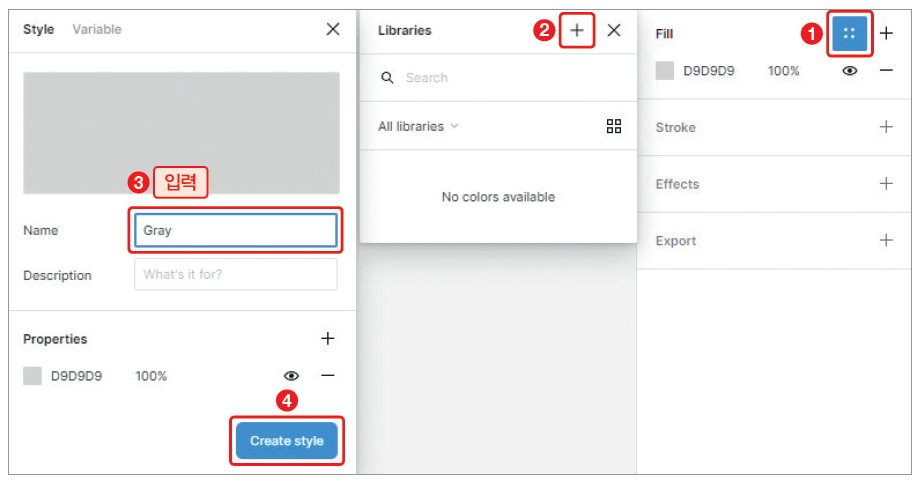 Style Variable
3 입력
Name Gray
Description What's it for?
Properties
D9D9D9 100%
4
Create style
Libraries 2
Search
All libraries
No colors available
Fill 1
D9D9D9 100%
Stroke
Effects
Export